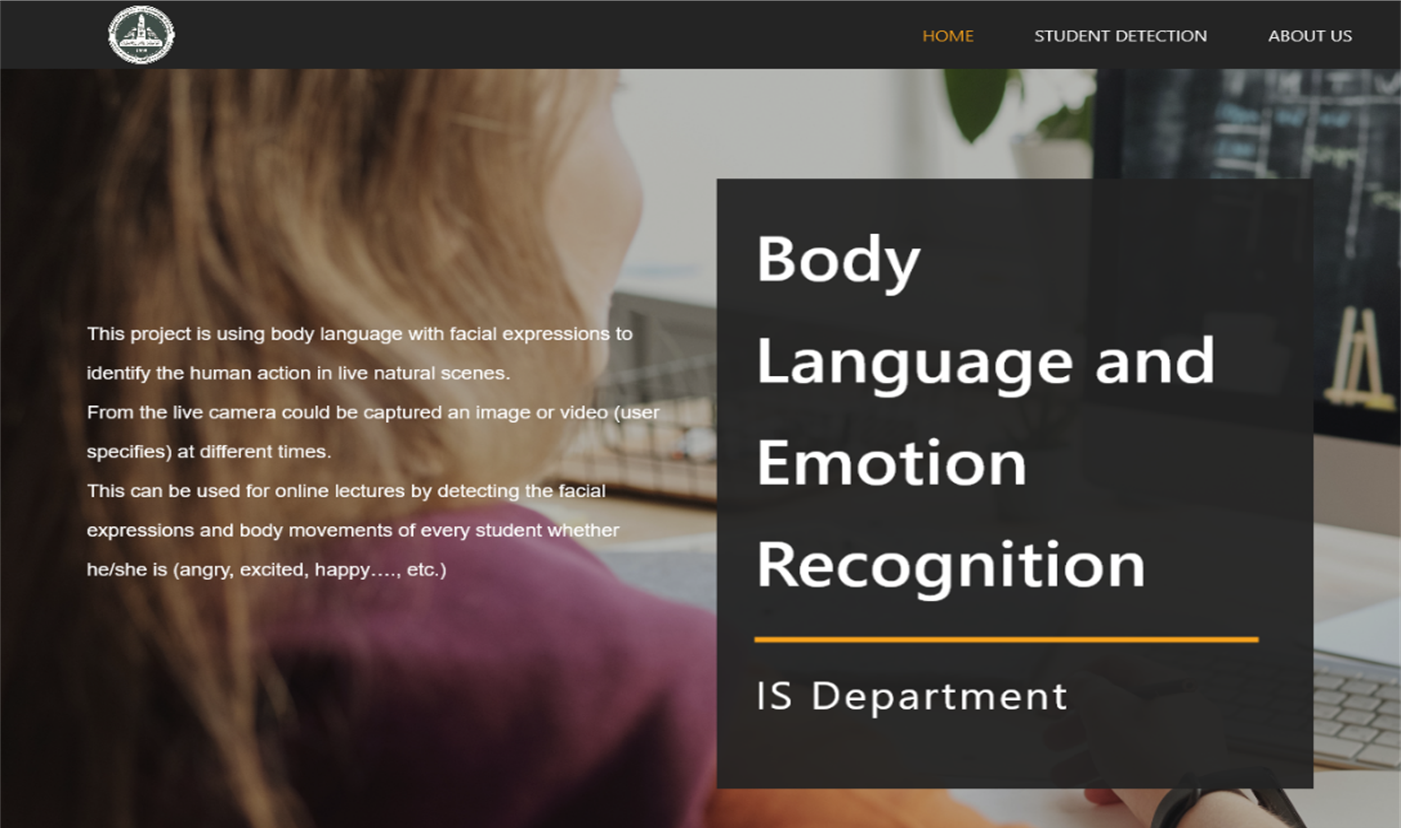 HOME STUDENT DETECTION ABOUT US
This project is using body language with facial expressions to
identify the human action in live natural scenes.
From the live camera could be captured an image or video (user
specifies) at different times.
This can be used for online lectures by detecting the facial
expressions and body movements of every student whether
he/she is (angry, excited, happy...., etc.)
Body
Language and
Emotion
Recognition
IS Department